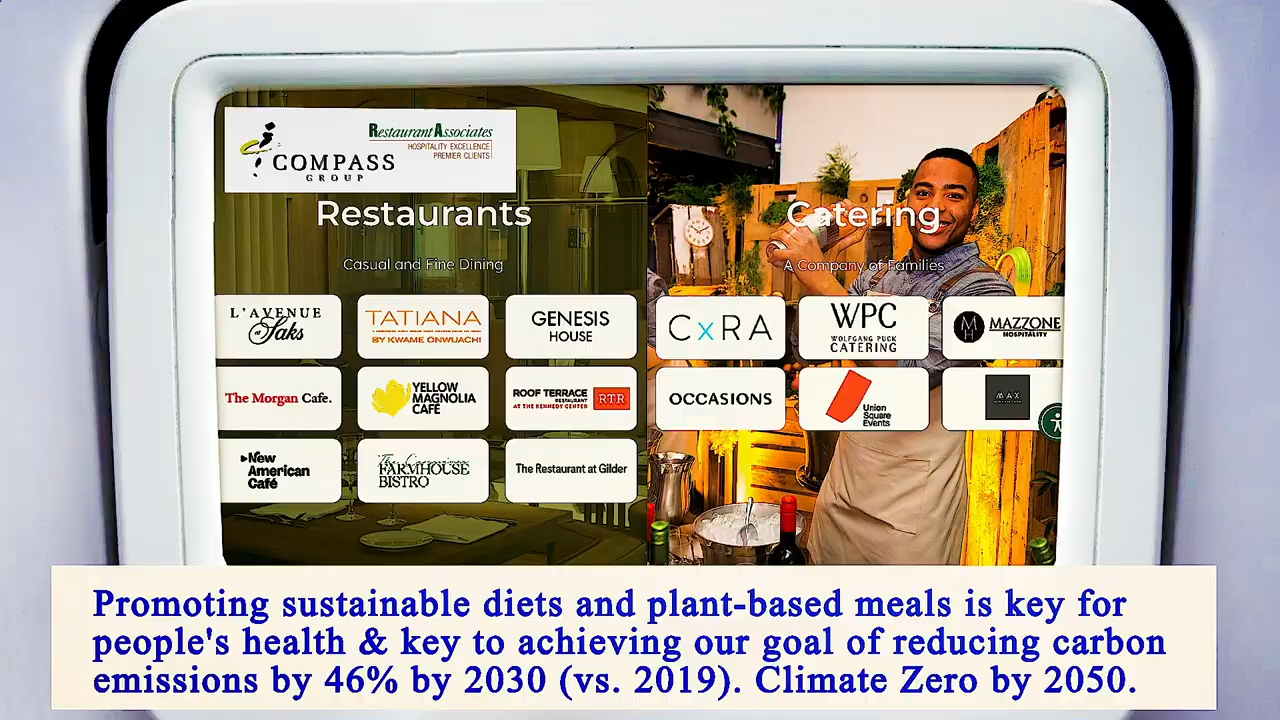 COMPASS
GROUP
Restaurant Associates
HOSPITALITY EXCELLENCE
PREMIER CLIENTS
Restaurants
Casual and Fine Dining
L'AVENUE
at Saks
TATIANA
BY KWAME ONWUACHI
GENESIS
HOUSE
The Morgan Cafe.
YELLOW
MAGNOLIA
CAFÉ
ROOF TERRACE
RESTAURANT
AT THE KENNEDY CENTER
RTR
New
American
Café
FARMHOUSE
BISTRO
The Restaurant at Gilder
Catering
A Company of Families
CxRA
WPC
WOLFGANG PUCK
CATERING
MH
MAZZONE
HOSPITALITY
OCCASIONS
Union
Square
Events
MAX
Promoting sustainable diets and plant-based meals is key for
people's health & key to achieving our goal of reducing carbon
emissions by 46% by 2030 (vs. 2019). Climate Zero by 2050.